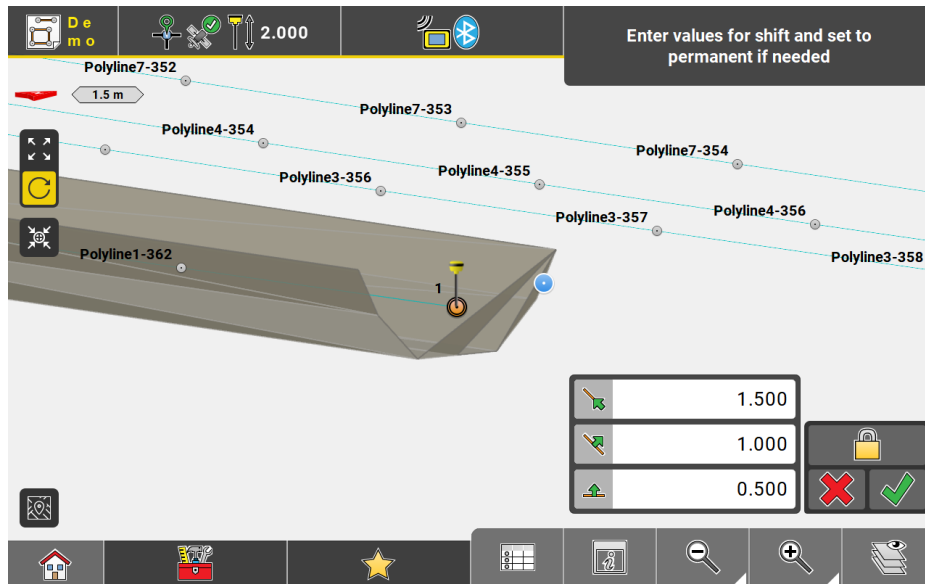 De
mo
2.000
Enter values for shift and set to
permanent if needed
Polyline7-352
1.5 m
Polyline7-353
Polyline4-354
Polyline7-354
Polyline4-355
Polyline3-356
Polyline4-356
Polyline3-357
Polyline1-362
Polyline3-358
1
1.500
1.000
0.500
i